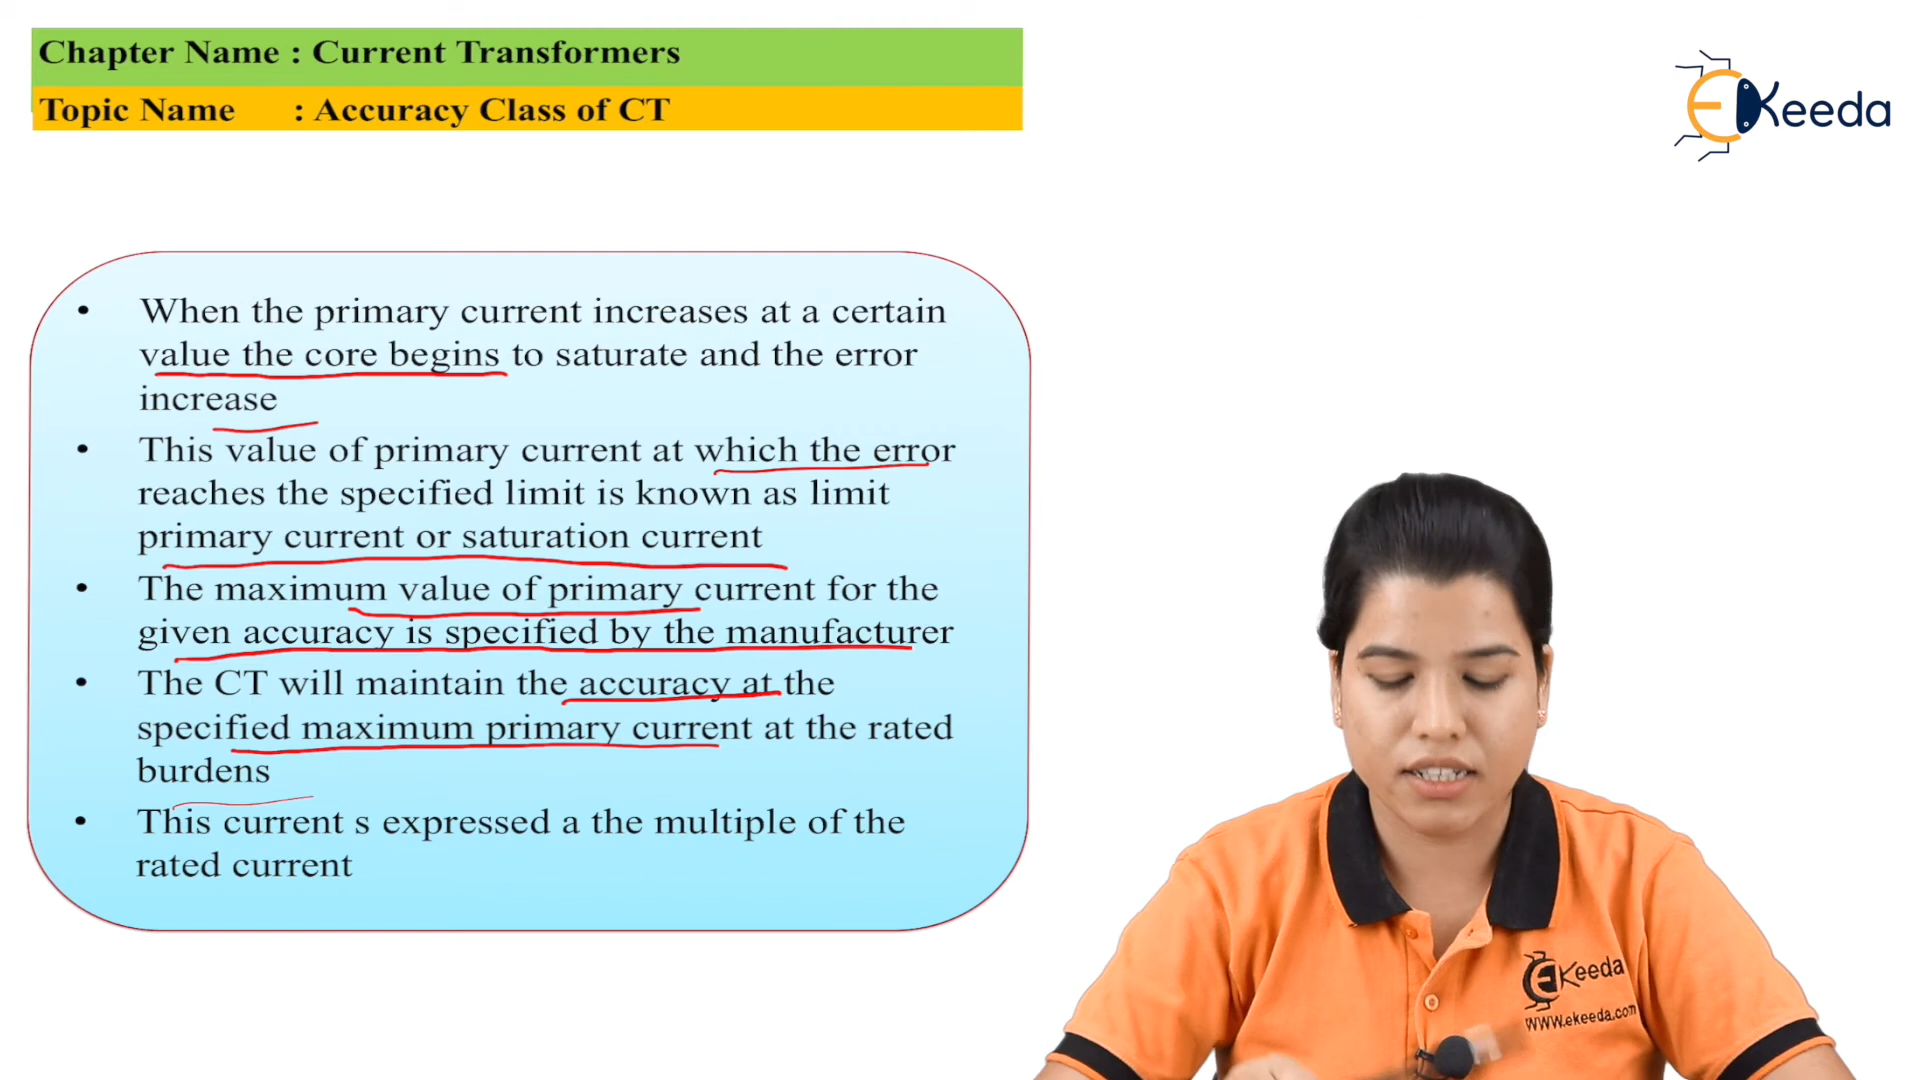 Chapter Name : Current Transformers
Topic Name : Accuracy Class of CT
EKeeda
• When the primary current increases at a certain
value the core begins to saturate and the error
increase
• This value of primary current at which the error
reaches the specified limit is known as limit
primary current or saturation current
• The maximum value of primary current for the
given accuracy is specified by the manufacturer
• The CT will maintain the accuracy at the
specified maximum primary current at the rated
burdens
• This current s expressed a the multiple of the
rated current
EKeeda
www.ekeeda.com